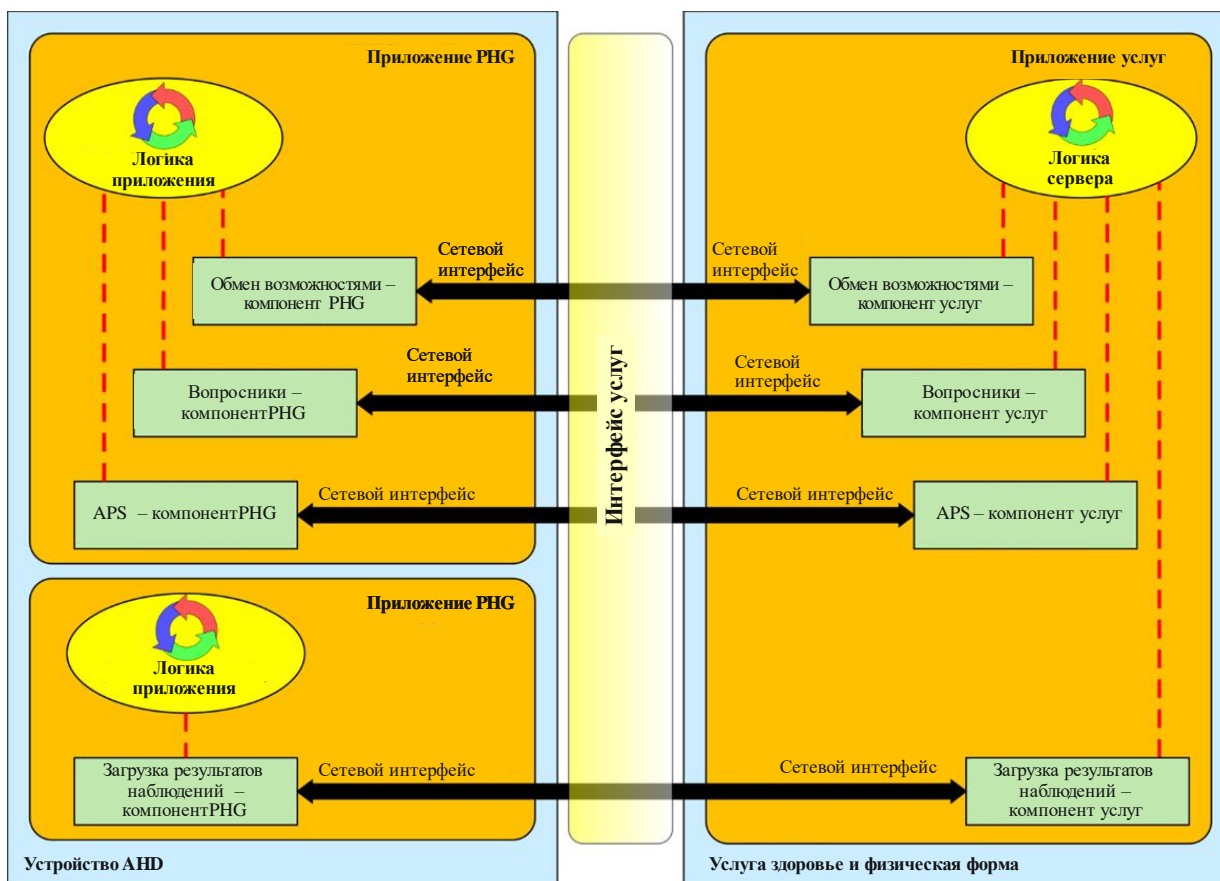 Приложение PHG
Логика
приложения
Сетевой
интерфейс
Обмен возможностями –
компонент PHG
Сетевой
интерфейс
Вопросники –
компонентPHG
Сетевой интерфейс
APS – компонентPHG
Приложение PHG
Логика
приложения
Сетевой интерфейс
Загрузка результатов
наблюдений –
компонентPHG
Устройство AHD
Интерфейс услуг
Приложение услуг
Логика
сервера
Сетевой
интерфейс
Обмен возможностями –
компонент услуг
Сетевой
интерфейс
Вопросники –
компонент услуг
Сетевой интерфейс
APS – компонент услуг
Сетевой интерфейс
Загрузка результатов
наблюдений –
компонент услуг
Услуга здоровье и физическая форма